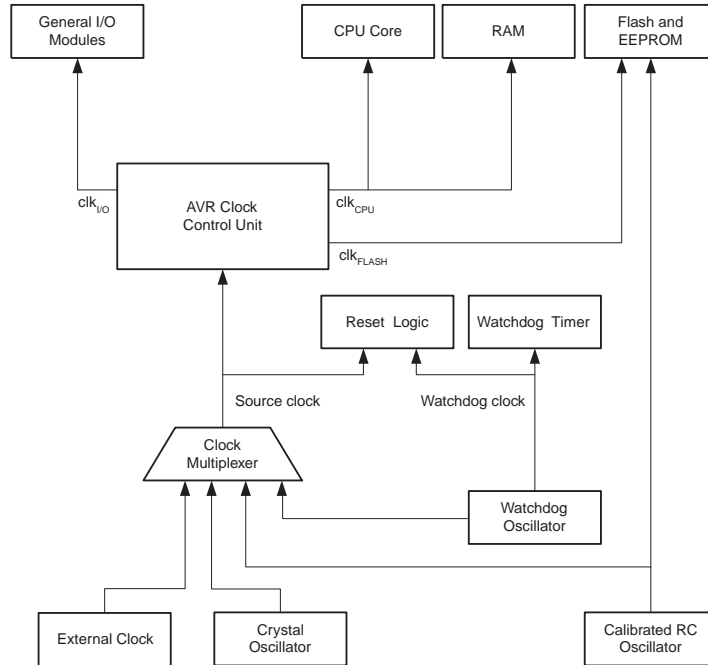 General I/O
Modules
CPU Core
RAM
Flash and
EEPROM
clkI/O
AVR Clock
Control Unit
clkCPU
clkFLASH
Reset Logic
Watchdog Timer
Source clock
Watchdog clock
Clock
Multiplexer
Watchdog
Oscillator
External Clock
Crystal
Oscillator
Calibrated RC
Oscillator